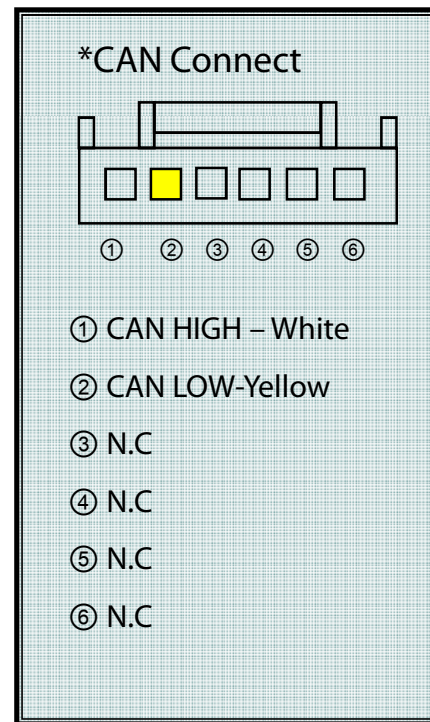 *CAN Connect
① ② ③ ④ ⑤ ⑥
① CAN HIGH – White
② CAN LOW-Yellow
③ N.C
④ N.C
⑤ N.C
⑥ N.C